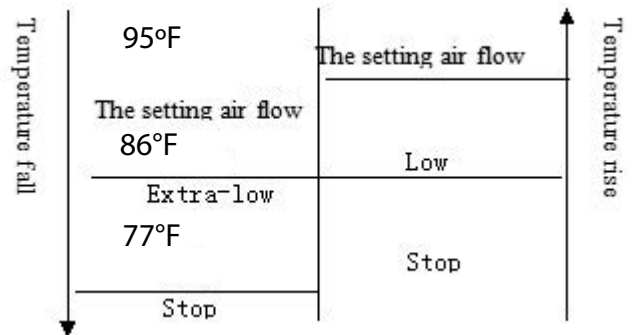 95°F
The setting air flow
The setting air flow
86°F
Low
Extra-low
77°F
Stop
Stop
Temperature fall
Temperature rise